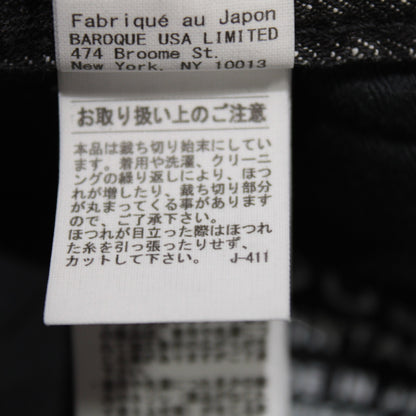 Fabriqué au Japon
BAROQUE USA LIMITED
474 Broome St.
New York, NY 10013
お取り扱い上のご注意
本品は裁ち切り始末にしてい
ます。着用や洗濯、クリーニ
ングの繰り返しにより、ほつ
れが増したり、裁ち切り部分
が丸まってくる事があります
ので、ご了承下さい。
ほつれが目立った際はほつれ
た糸を引っ張ったりせず、
カットして下さい。 J-411